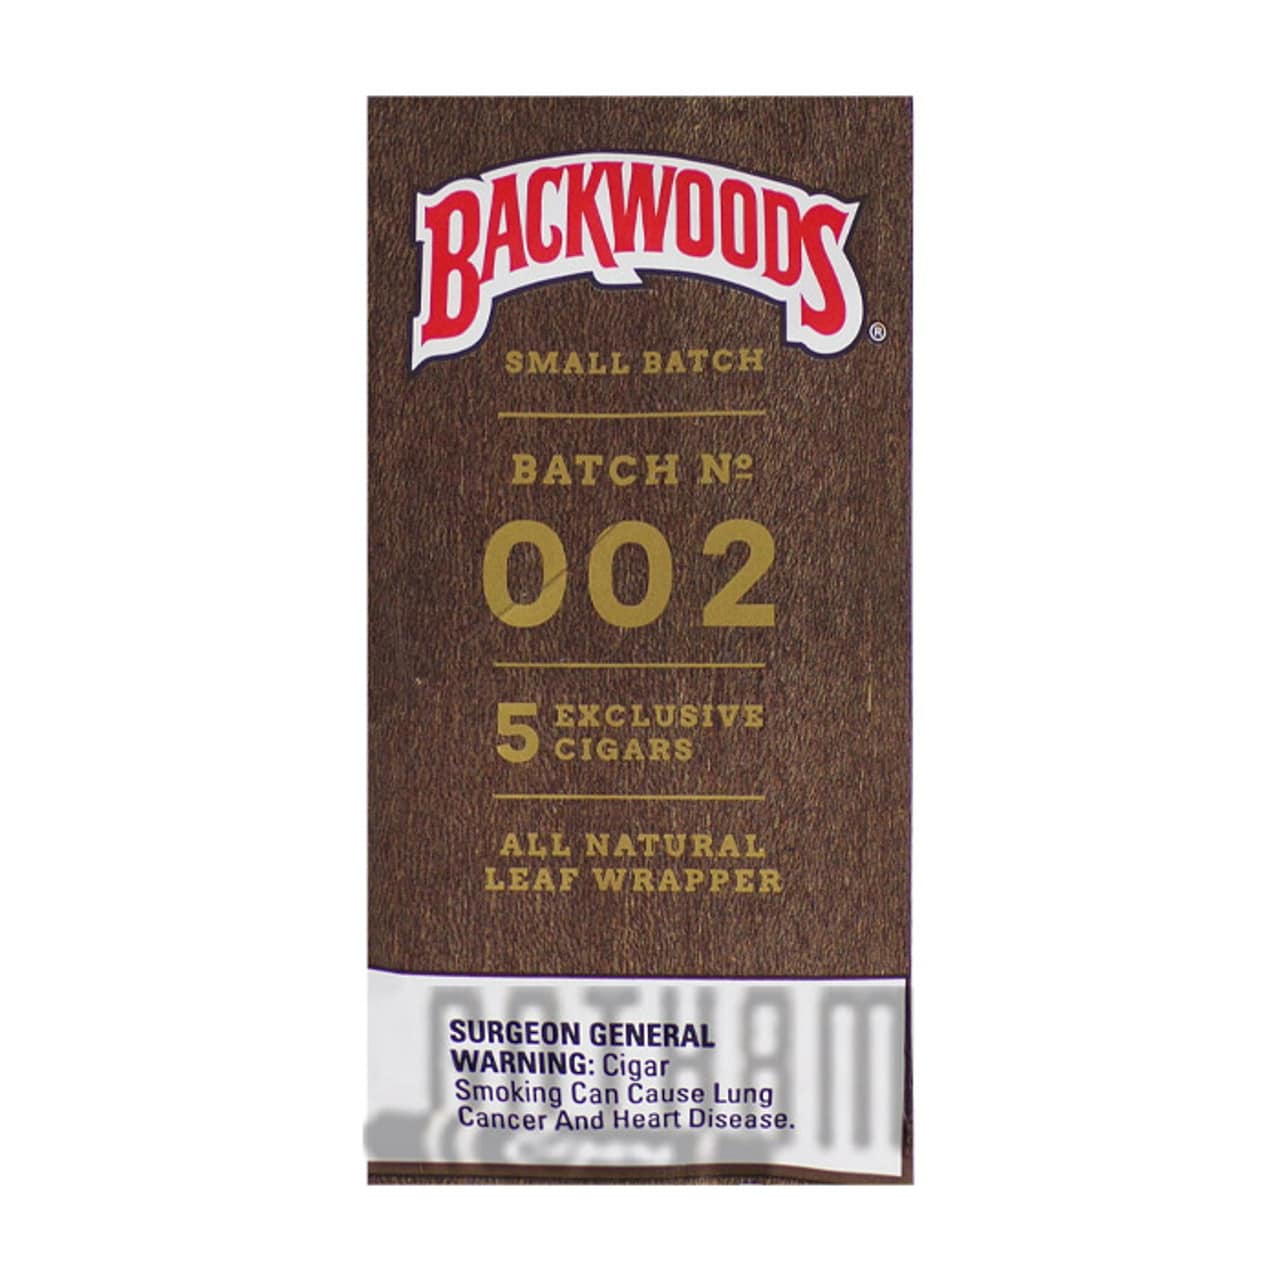 BACKWOODS®
SMALL BATCH
BATCH Nº
002
5 EXCLUSIVE
CIGARS
ALL NATURAL
LEAF WRAPPER
SURGEON GENERAL
WARNING: Cigar
Smoking Can Cause Lung
Cancer And Heart Disease.